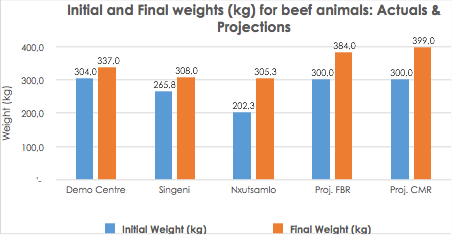 Initial and Final weights (kg) for beef animals: Actuals &
Projections
Weight (kg)
400,0
300,0
200,0
100,0
'-
304,0 337,0
265,8 308,0
202,3 305,3
300,0 384,0
300,0 399,0
Demo Centre Singeni Nxutsamlo Proj. FBR Proj. CMR
Initial Weight (kg) Final Weight (kg)